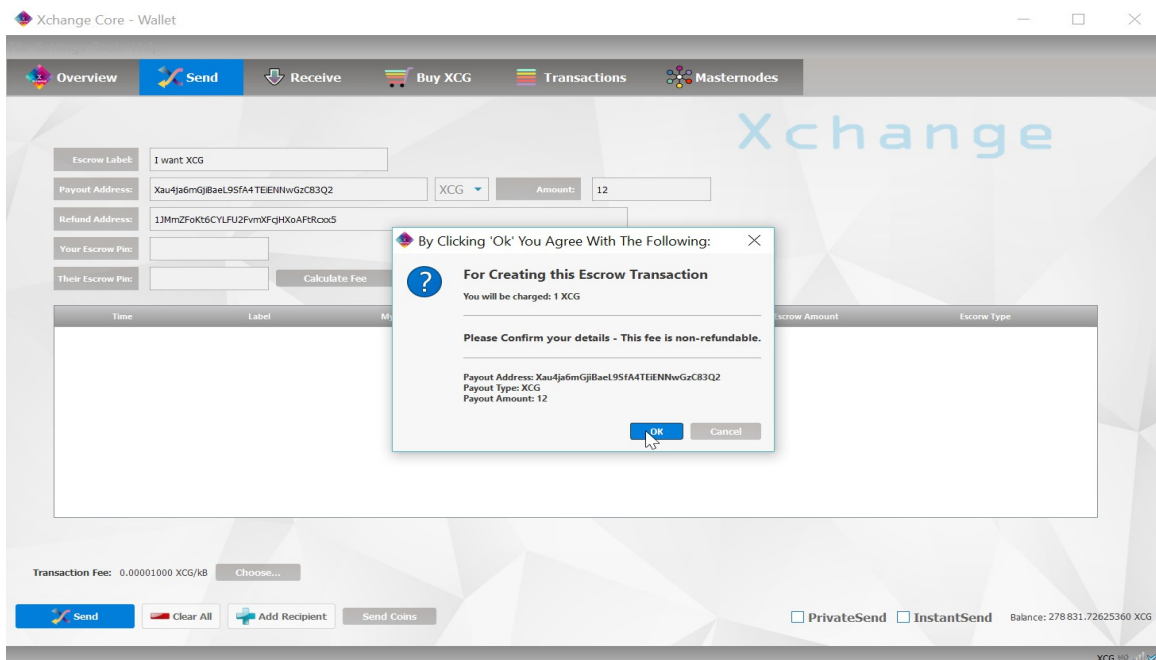 Xchange Core - Wallet
Overview
Send
Receive
Buy XCG
Transactions
Masternodes
Xchange
Escrow Label:
I want XCG
Payout Address:
Xau4ja6mGjiBaeL9SfA4TEiENNwGzC83Q2
XCG
Amount:
12
Refund Address:
1JMmZFoKt6CYLFU2FvmXFcjHXoAFtRcxx5
Your Escrow Pin:
Their Escrow Pin:
Calculate Fee
By Clicking 'Ok' You Agree With The Following:
For Creating this Escrow Transaction
You will be charged: 1 XCG
Please Confirm your details - This fee is non-refundable.
Payout Address: Xau4ja6mGjiBaeL9SfA4TEiENNwGzC83Q2
Payout Type: XCG
Payout Amount: 12
OK
Cancel
Time
Label
My
Escrow Amount
Escorw Type
Transaction Fee: 0.00001000 XCG/kB
Choose...
Send
Clear All
Add Recipient
Send Coins
PrivateSend
InstantSend
Balance: 278 831.72625360 XCG
XCG